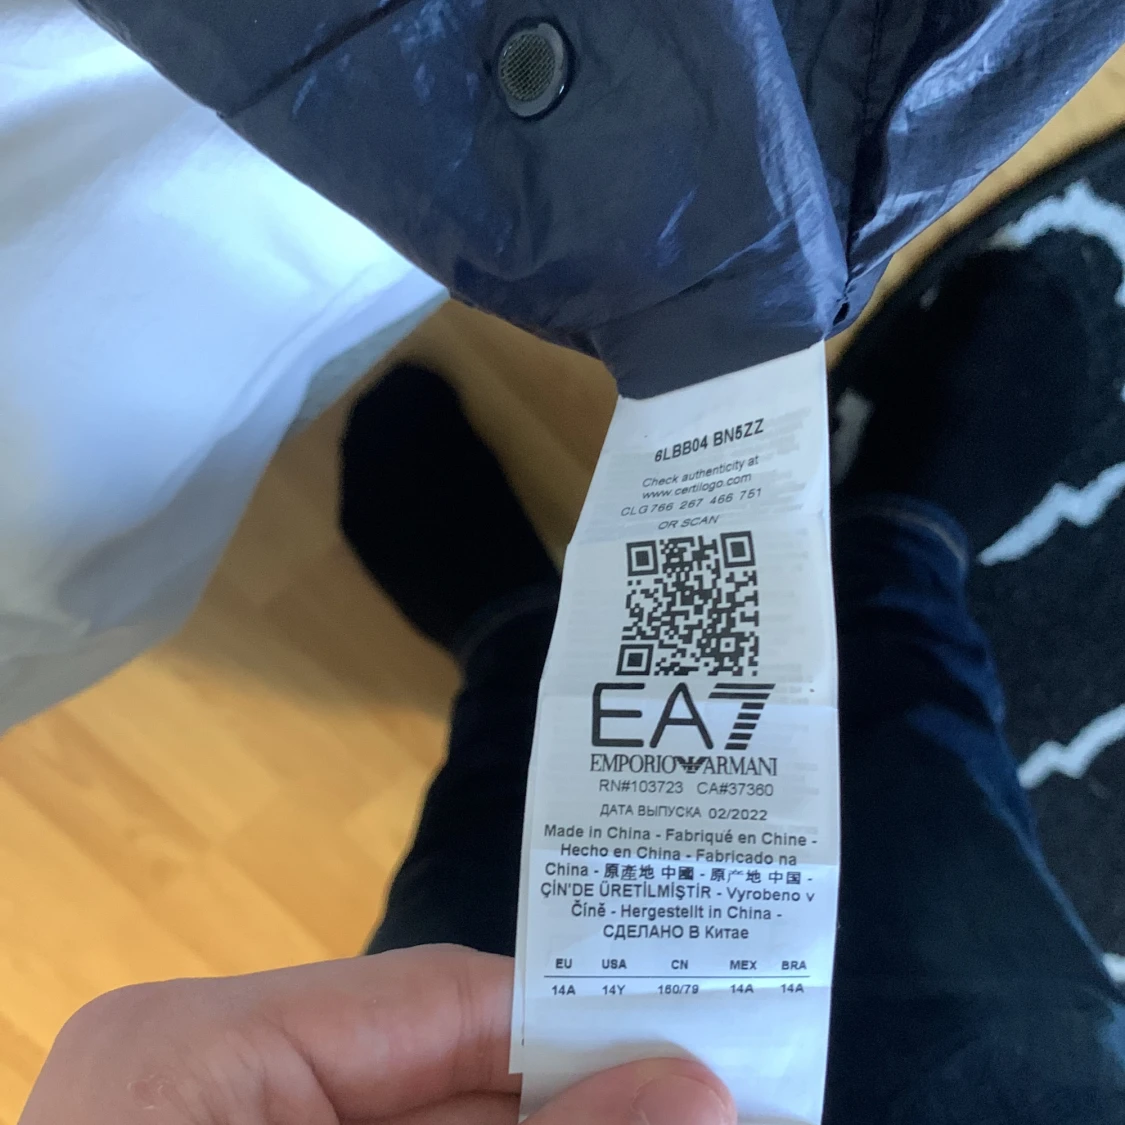 6LBB04 BN5ZZ
Check authenticity at
www.certilogo.com
CLG 766 267 466 751
OR SCAN
EA7
EMPORIO ARMANI
RN#103723 CA#37360
ДАТА ВЫПУСКА 02/2022
Made in China - Fabriqué en Chine -
Hecho en China - Fabricado na
China - 原產地 中國 - 原产地 中国 -
ÇİN'DE ÜRETİLMİŞTİR - Vyrobeno v
Číně - Hergestellt in China -
СДЕЛАНО В Китае
EU USA CN MEX BRA
14A 14Y 160/79 14A 14A